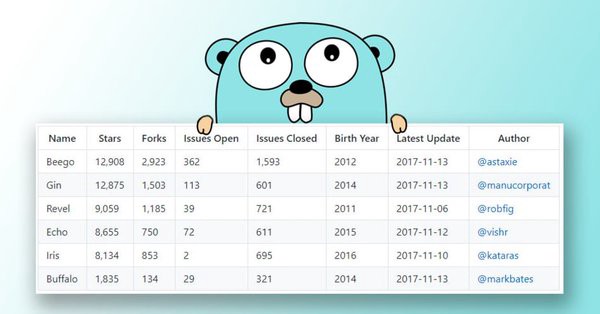 Name Stars Forks Issues Open Issues Closed Birth Year Latest Update Author
Beego 12,908 2,923 362 1,593 2012 2017-11-13 @astaxie
Gin 12,875 1,503 113 601 2014 2017-11-13 @manucorporat
Revel 9,059 1,185 39 721 2011 2017-11-06 @robfig
Echo 8,655 750 72 611 2015 2017-11-12 @vishr
Iris 8,134 853 2 695 2016 2017-11-10 @kataras
Buffalo 1,835 134 29 321 2014 2017-11-13 @markbates